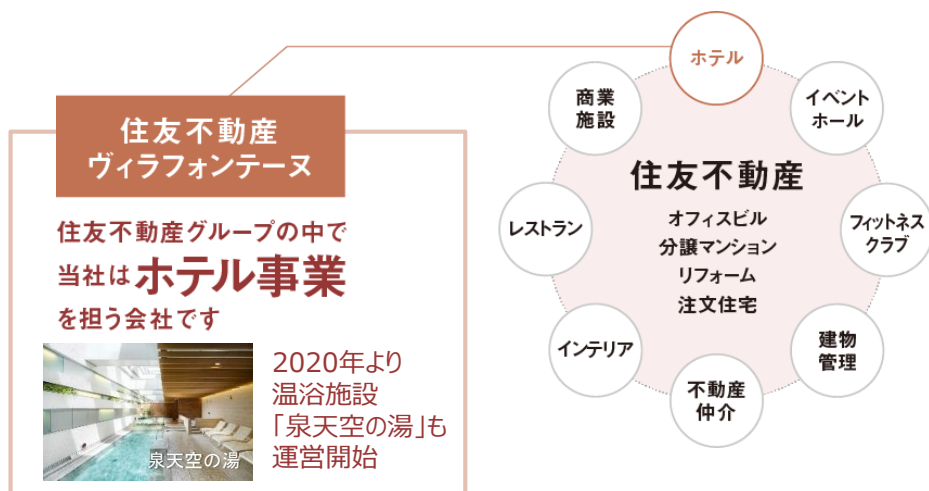 住友不動産
ヴィラフォンテーヌ
住友不動産グループの中で
当社はホテル事業
を担う会社です
2020年より
温浴施設
「泉天空の湯」も
運営開始
泉天空の湯
ホテル
商業
施設
イベント
ホール
住友不動産
オフィスビル
分譲マンション
リフォーム
注文住宅
レストラン
フィットネス
クラブ
インテリア
建物
管理
不動産
仲介